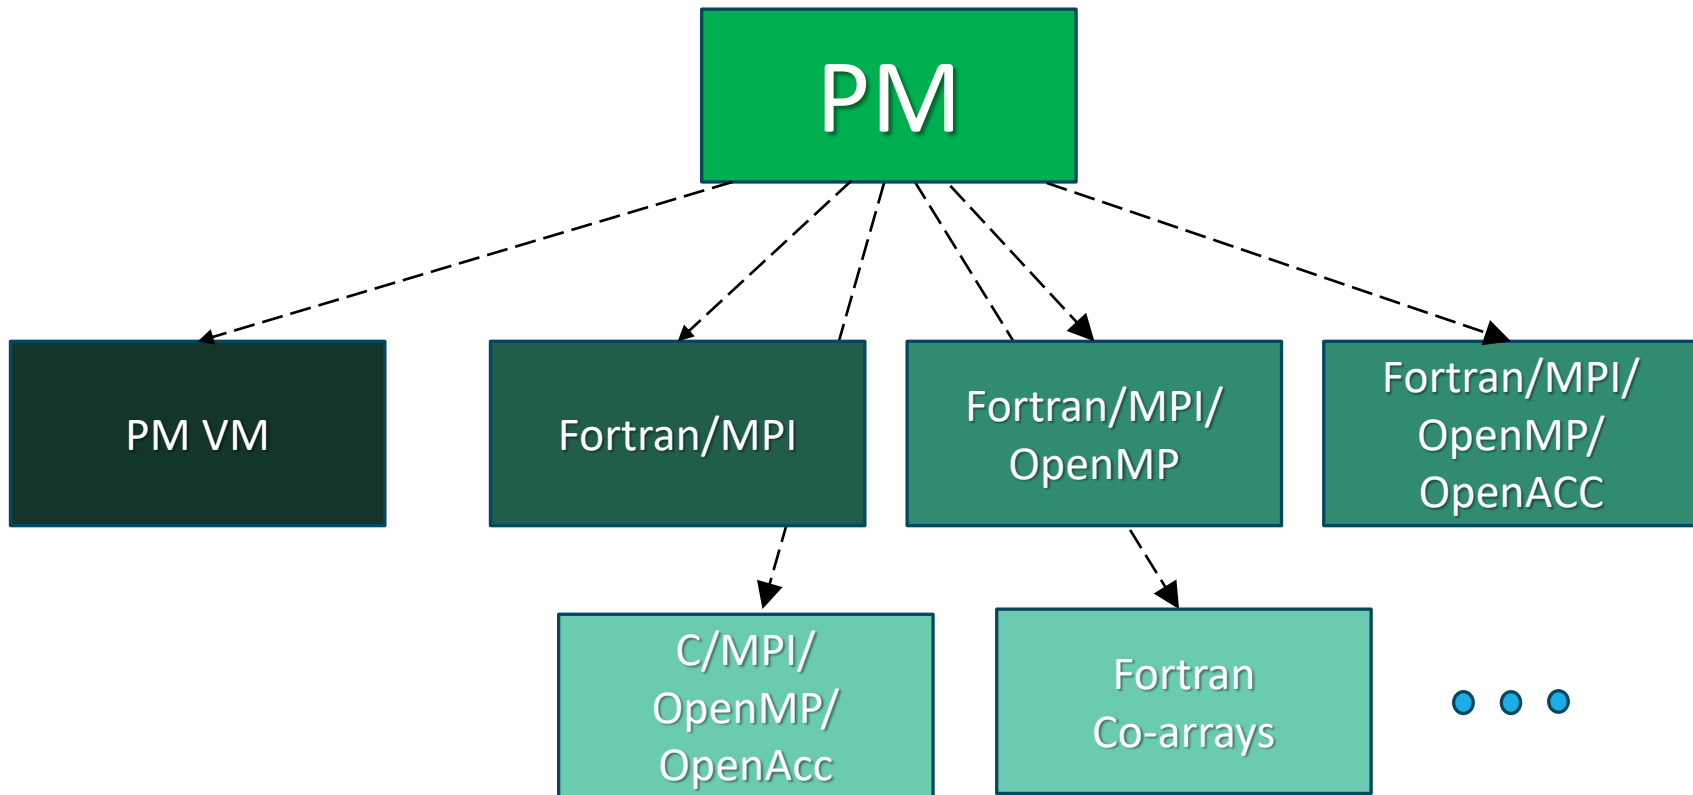 PM
PM VM
Fortran/MPI
Fortran/MPI/
OpenMP
Fortran/MPI/
OpenMP/
OpenACC
C/MPI/
OpenMP/
OpenAcc
Fortran
Co-arrays